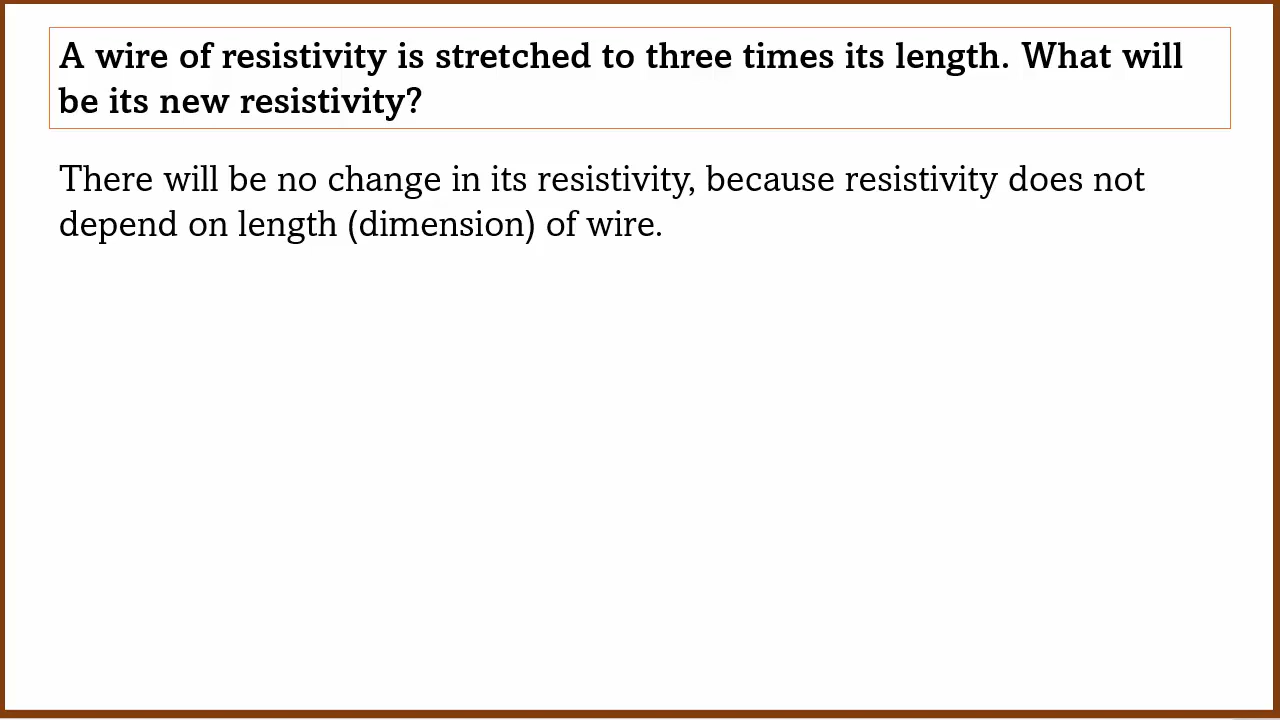 A wire of resistivity is stretched to three times its length. What will
be its new resistivity?
There will be no change in its resistivity, because resistivity does not
depend on length (dimension) of wire.